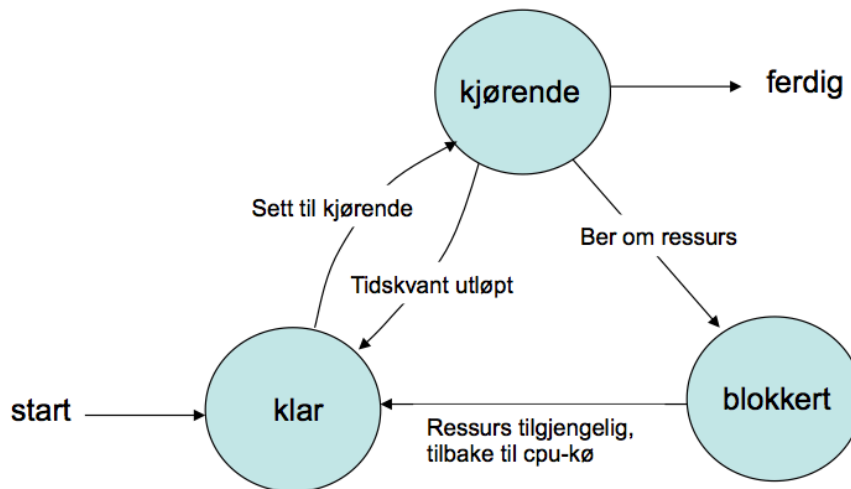 kjørende
ferdig
Sett til kjørende
Ber om ressurs
Tidskvant utløpt
start
klar
blokkert
Ressurs tilgjengelig,
tilbake til cpu-kø